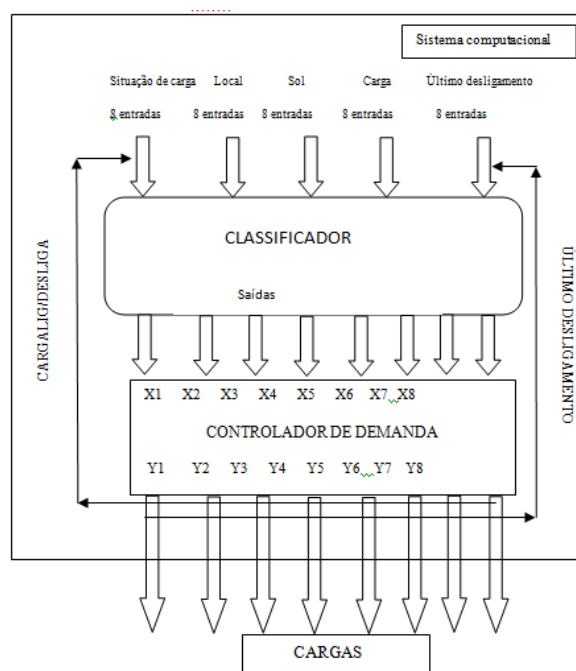 Sistema computacional
Situação de carga Local Sol Carga Último desligamento
8 entradas 8 entradas 8 entradas 8 entradas 8 entradas
CLASSIFICADOR
Saídas
CARGALIG/DESLIGA
ÚLTIMO DESLIGAMENTO
X1 X2 X3 X4 X5 X6 X7 X8
CONTROLADOR DE DEMANDA
Y1 Y2 Y3 Y4 Y5 Y6 Y7 Y8
CARGAS